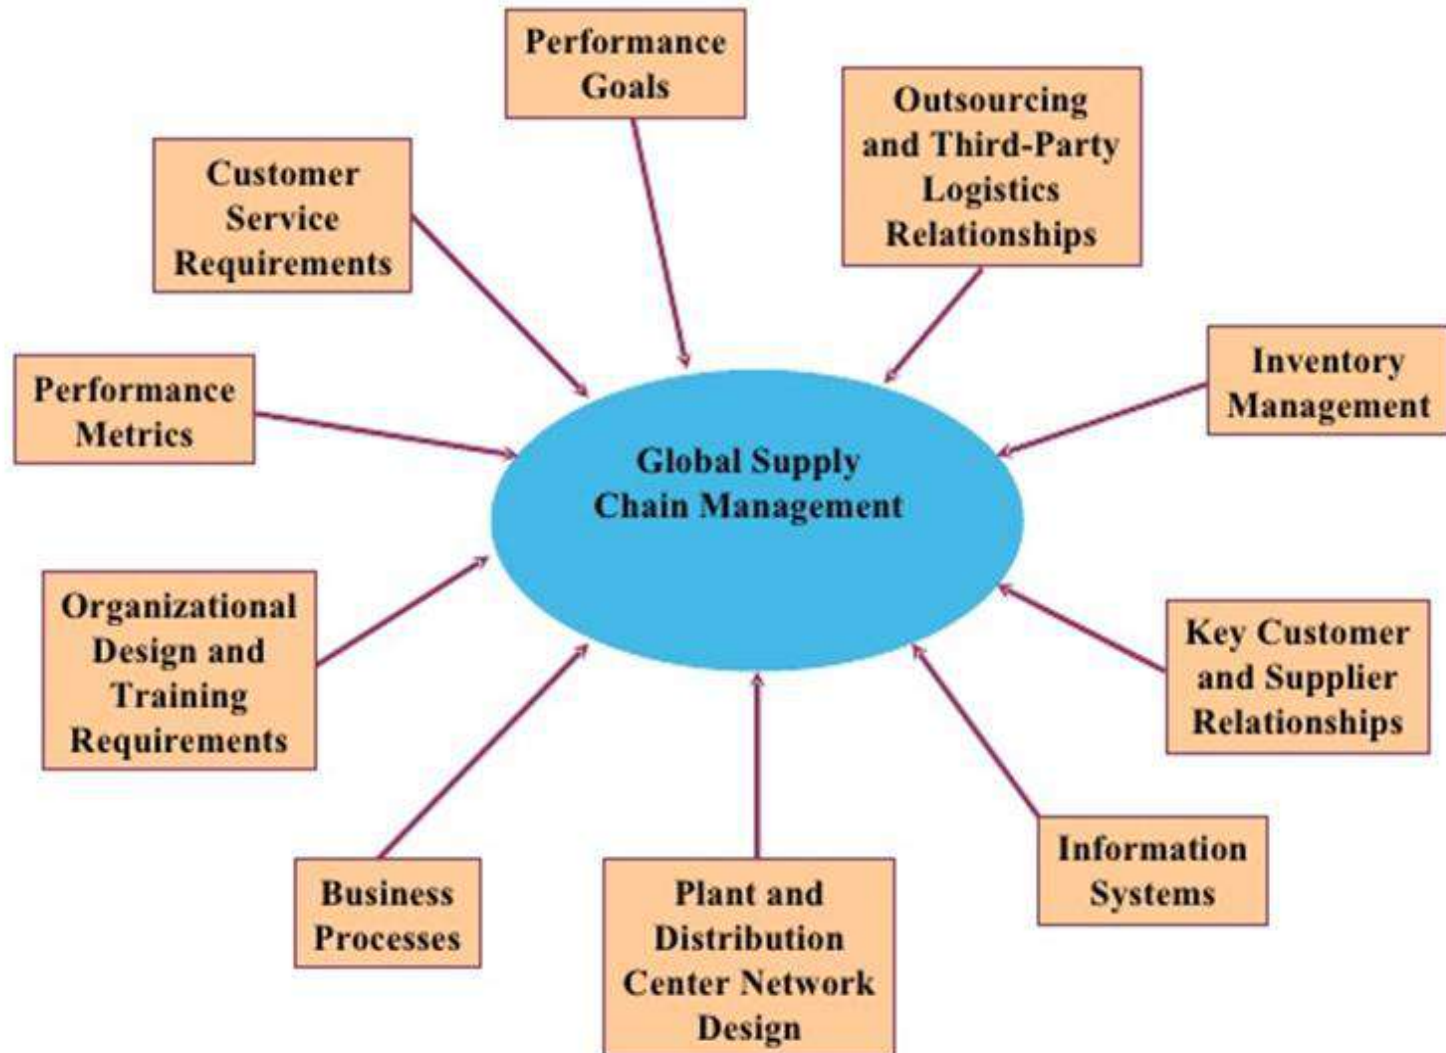 Performance
Goals
Outsourcing
and Third-Party
Logistics
Relationships
Customer
Service
Requirements
Inventory
Management
Performance
Metrics
Global Supply
Chain Management
Organizational
Design and
Training
Requirements
Key Customer
and Supplier
Relationships
Information
Systems
Business
Processes
Plant and
Distribution
Center Network
Design